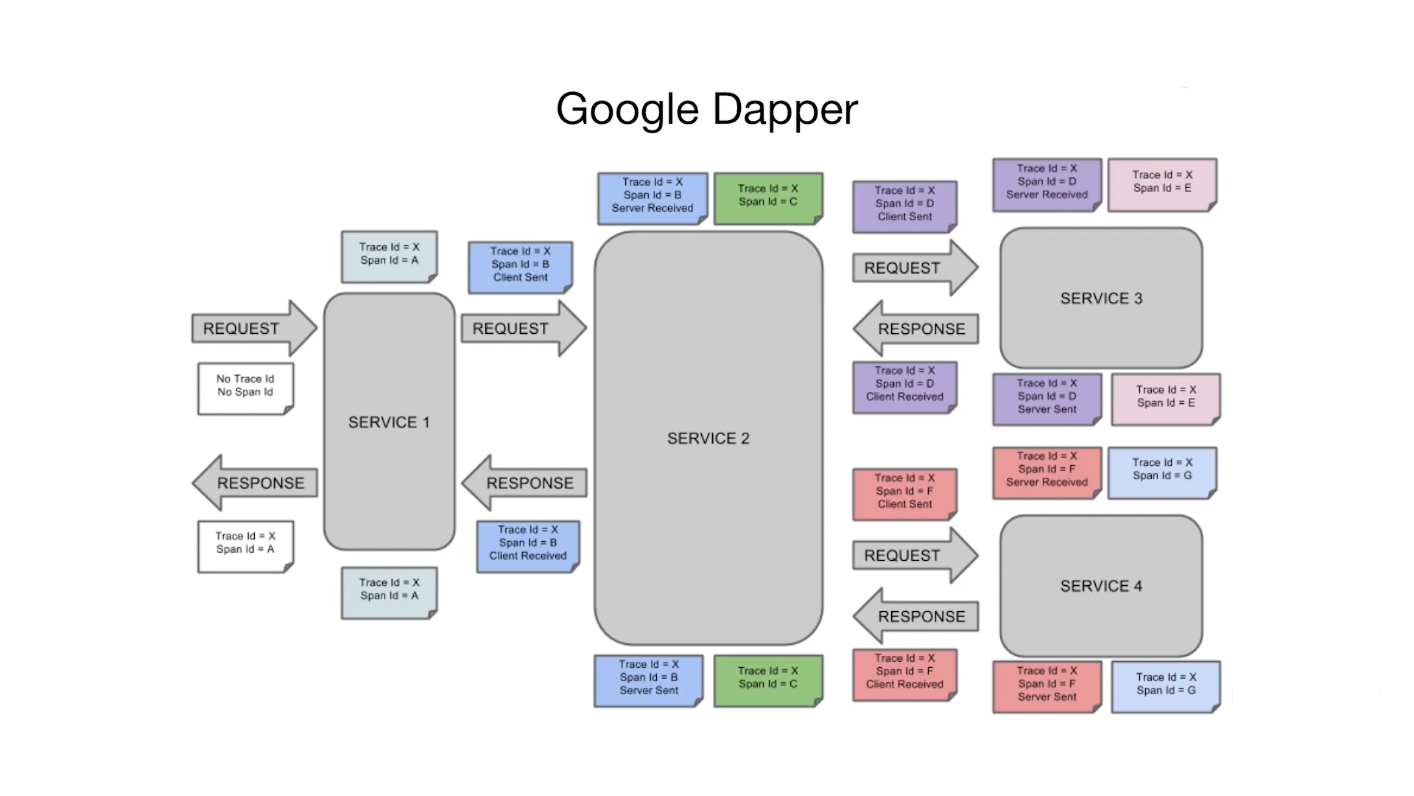 Google Dapper
Trace Id = X
Span Id = A
Trace Id = X
Span Id = B
Client Sent
Trace Id = X
Span Id = B
Server Received
Trace Id = X
Span Id = C
Trace Id = X
Span Id = D
Client Sent
Trace Id = X
Span Id = D
Server Received
Trace Id = X
Span Id = E
REQUEST
No Trace Id
No Span Id
SERVICE 1
REQUEST
SERVICE 2
REQUEST
RESPONSE
SERVICE 3
Trace Id = X
Span Id = D
Client Received
Trace Id = X
Span Id = D
Server Sent
Trace Id = X
Span Id = E
RESPONSE
Trace Id = X
Span Id = A
Trace Id = X
Span Id = A
RESPONSE
Trace Id = X
Span Id = B
Client Received
Trace Id = X
Span Id = F
Client Sent
Trace Id = X
Span Id = F
Server Received
Trace Id = X
Span Id = G
REQUEST
RESPONSE
SERVICE 4
Trace Id = X
Span Id = B
Server Sent
Trace Id = X
Span Id = C
Trace Id = X
Span Id = F
Client Received
Trace Id = X
Span Id = F
Server Sent
Trace Id = X
Span Id = G